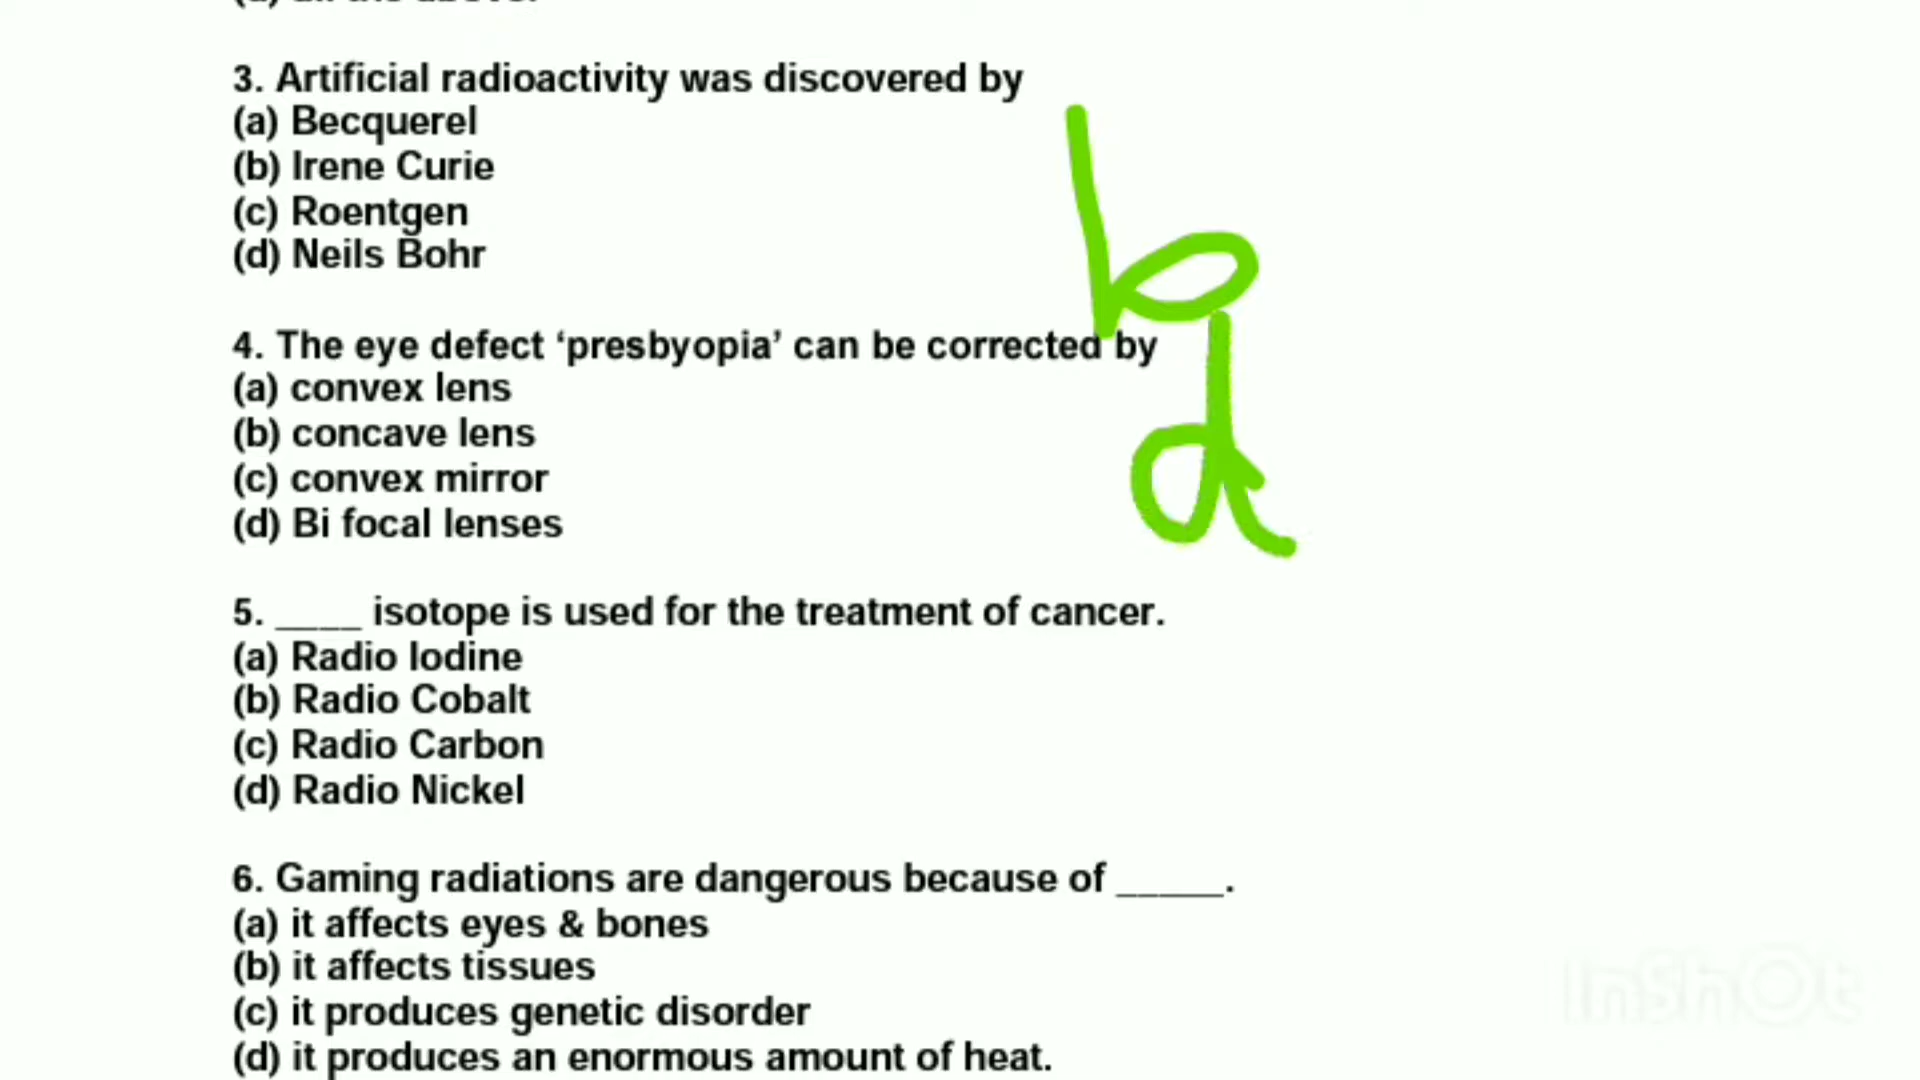 3. Artificial radioactivity was discovered by
(a) Becquerel
(b) Irene Curie
(c) Roentgen
(d) Neils Bohr
b
4. The eye defect ‘presbyopia’ can be corrected by
(a) convex lens
(b) concave lens
(c) convex mirror
(d) Bi focal lenses
d
5. ____ isotope is used for the treatment of cancer.
(a) Radio Iodine
(b) Radio Cobalt
(c) Radio Carbon
(d) Radio Nickel
6. Gaming radiations are dangerous because of _____.
(a) it affects eyes & bones
(b) it affects tissues
(c) it produces genetic disorder
(d) it produces an enormous amount of heat.
InShOt